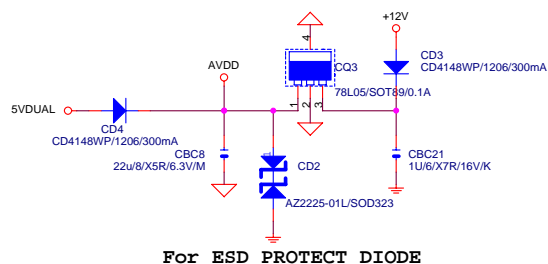 +12V
4
CD3
CD4148WP/1206/300mA
AVDD
CQ3
78L05/SOT89/0.1A
5VDUAL
1
2
3
CD4
CD4148WP/1206/300mA
CBC8
22u/8/X5R/6.3V/M
1
CD2
CBC21
1U/6/X7R/16V/K
AZ2225-01L/SOD323
For ESD PROTECT DIODE